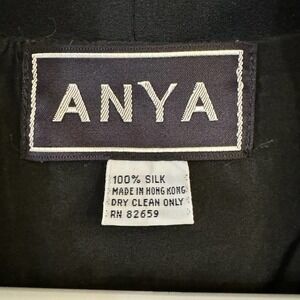 ANYA
100% SILK
MADE IN HONG KONG
DRY CLEAN ONLY
RN 82659